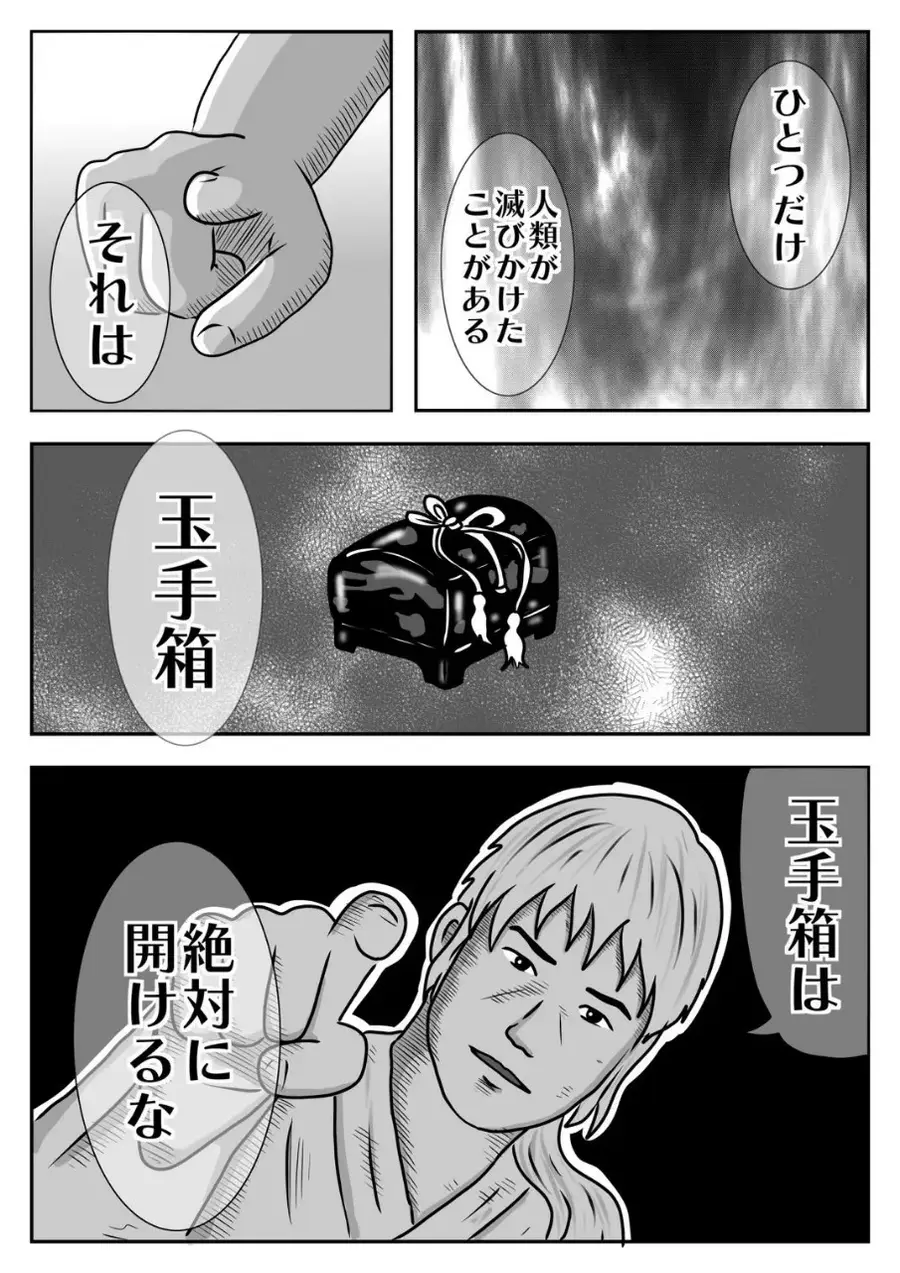 ひとつだけ
人類が
滅びかけた
ことがある
それは
玉手箱
玉手箱は
絶対に
開けるな